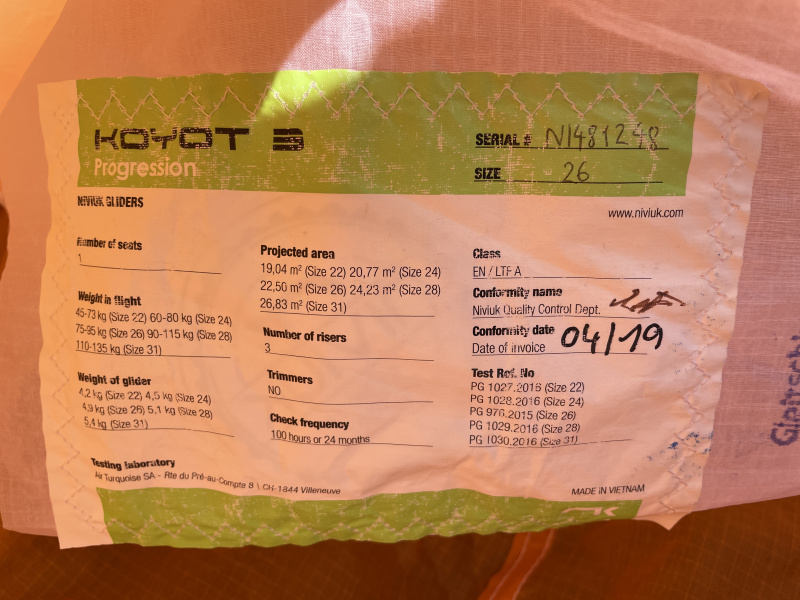 KOYOT 3
Progression
SERIAL # NI481248
SIZE 26
NIVIUK GLIDERS
www.niviuk.com
Number of seats
1
Weight in flight
45-73 kg (Size 22) 60-80 kg (Size 24)
75-95 kg (Size 26) 90-115 kg (Size 28)
110-135 kg (Size 31)
Weight of glider
4,2 kg (Size 22) 4,5 kg (Size 24)
4,9 kg (Size 26) 5,1 kg (Size 28)
5,4 kg (Size 31)
Projected area
19,04 m² (Size 22) 20,77 m² (Size 24)
22,50 m² (Size 26) 24,23 m² (Size 28)
26,83 m² (Size 31)
Number of risers
3
Trimmers
NO
Check frequency
100 hours or 24 months
Class
EN / LTF A
Conformity name
Niviuk Quality Control Dept.
Conformity date
Date of invoice 04/19
Test Ref. No
PG 1027.2016 (Size 22)
PG 1028.2016 (Size 24)
PG 976.2015 (Size 26)
PG 1029.2016 (Size 28)
PG 1030.2016 (Size 31)
Testing laboratory
Air Turquoise SA - Rte du Pré-au-Compte 8 \ CH-1844 Villeneuve
MADE IN VIETNAM